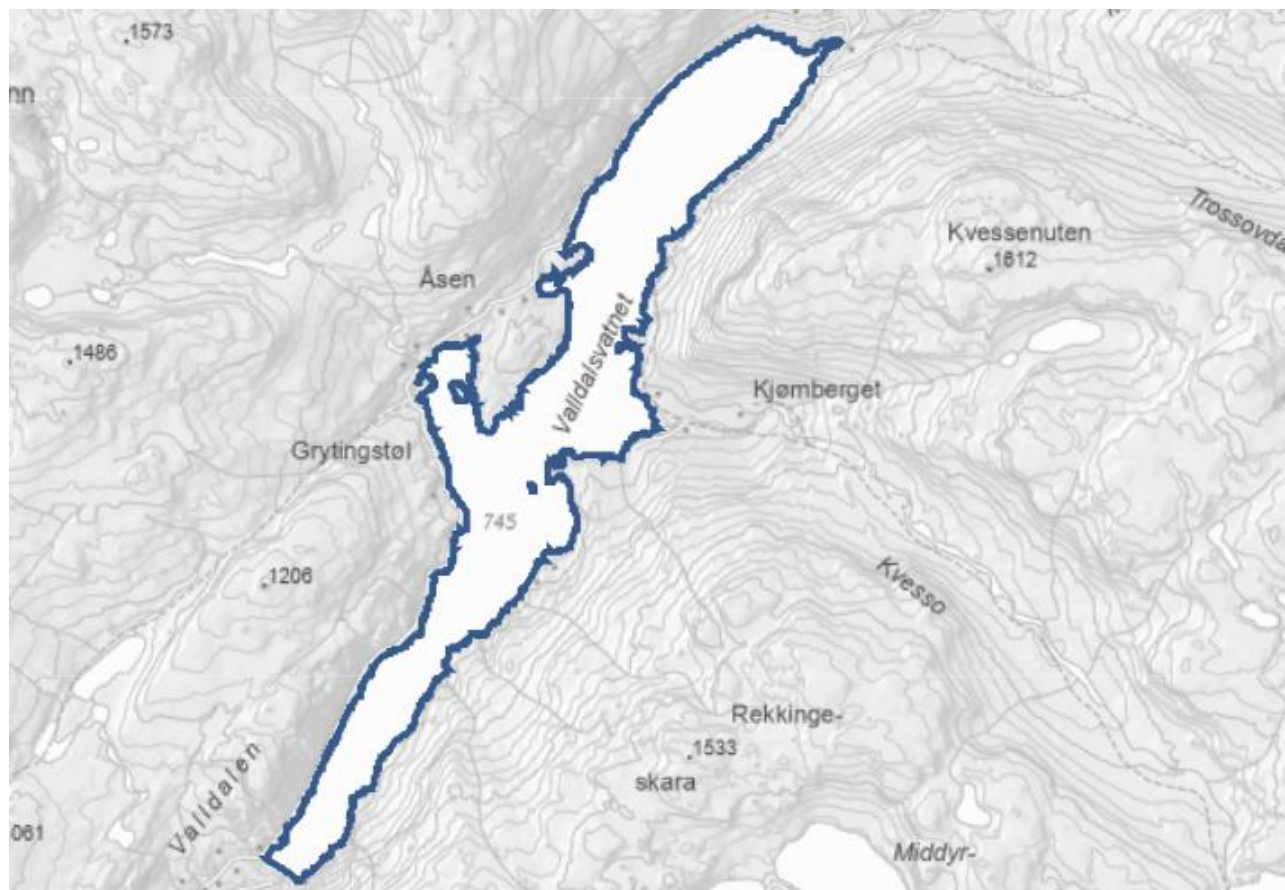 1573
nn
Trossovda
Kvessenuten
1612
Åsen
Valldalsvatnet
1486
Kjømberget
Grytingstøl
745
1206
Kvesso
Rekkinge-
1533
skara
Valldalen
061
Middyr-